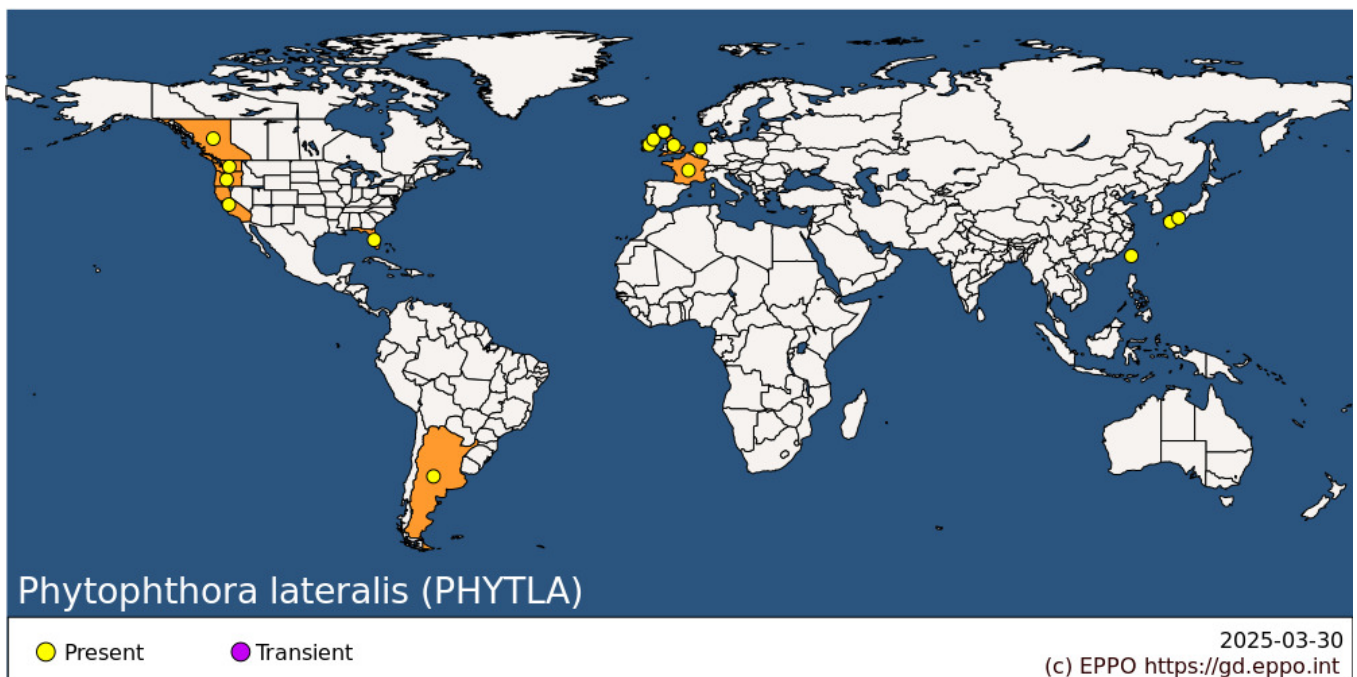 Phytophthora lateralis (PHYTLA)
Present
Transient
2025-03-30
(c) EPPO https://gd.eppo.int